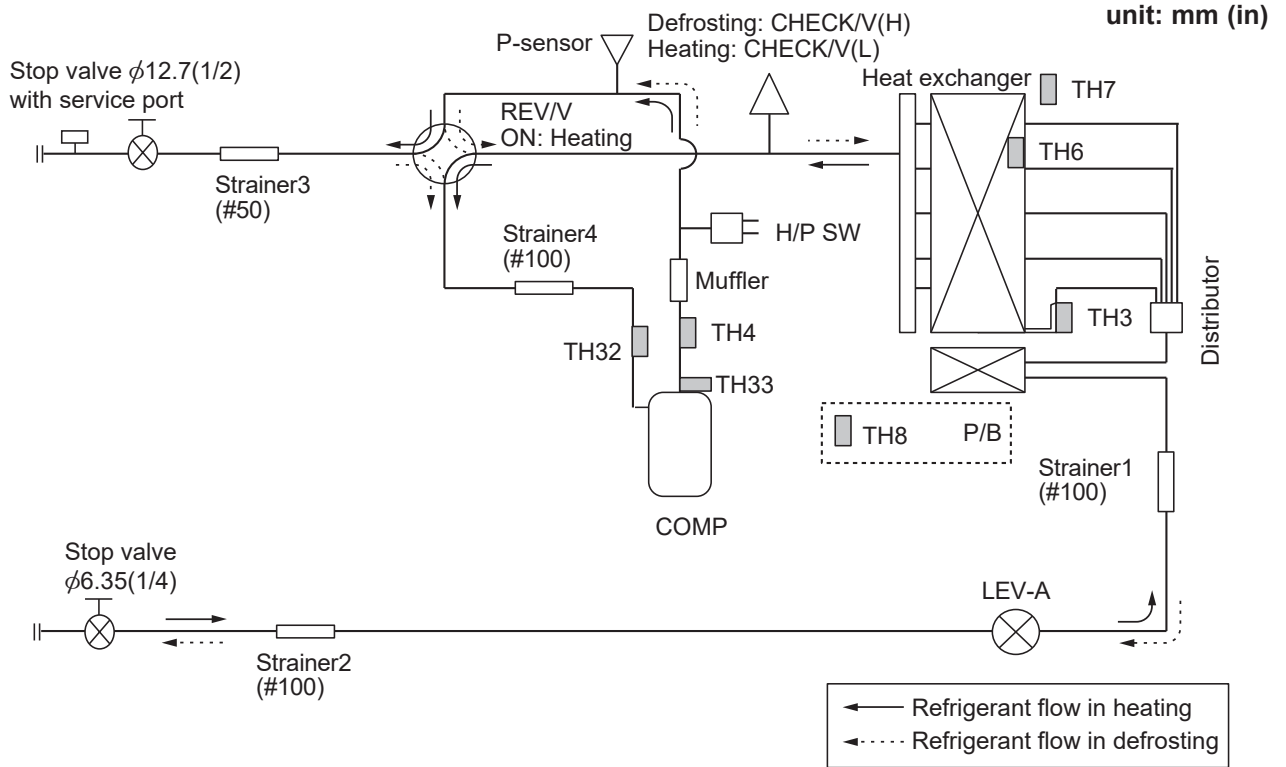 unit: mm (in)
Defrosting: CHECK/V(H)
Heating: CHECK/V(L)
P-sensor
Stop valve ϕ12.7(1/2)
with service port
Heat exchanger
TH7
REV/V
ON: Heating
TH6
Strainer3
(#50)
Strainer4
(#100)
H/P SW
Muffler
Distributor
TH4
TH3
TH32
TH33
TH8
P/B
Strainer1
(#100)
COMP
Stop valve
ϕ6.35(1/4)
LEV-A
Strainer2
(#100)
Refrigerant flow in heating
Refrigerant flow in defrosting